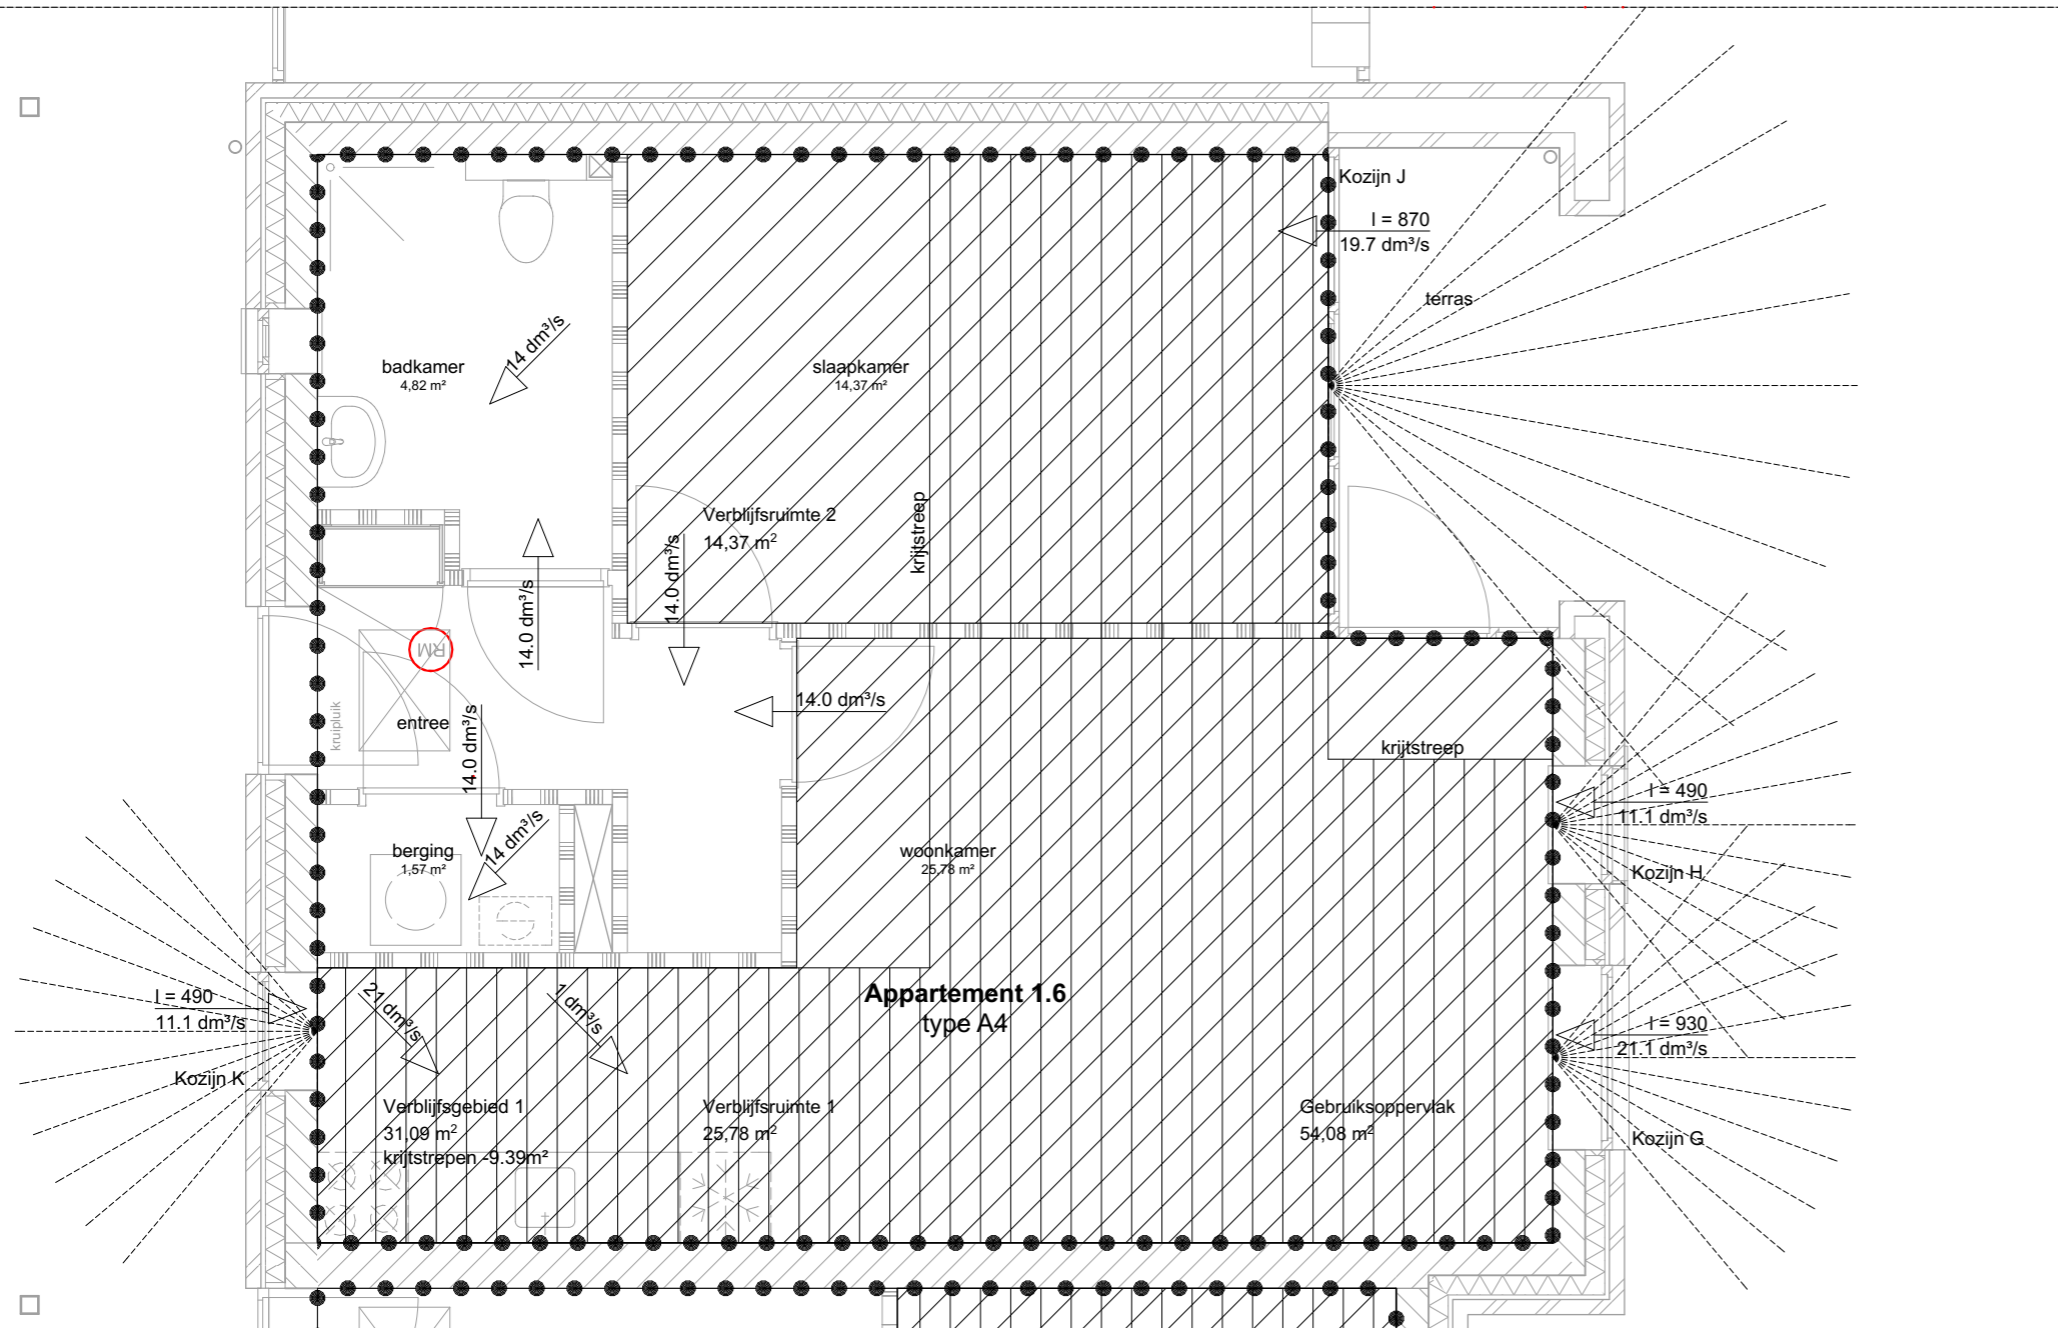 Kozijn J
l = 870
19.7 dm³/s
terras
14 dm³/s
badkamer
4,82 m²
slaapkamer
14,37 m²
Verblijfsruimte 2
14,37 m²
krijtstreep
14.0 dm³/s
14.0 dm³/s
RM
kruipluik
entree
14.0 dm³/s
14.0 dm³/s
krijtstreep
l = 490
11.1 dm³/s
Kozijn H
berging
1,57 m²
14 dm³/s
woonkamer
25,78 m²
l = 490
11.1 dm³/s
Kozijn K
21 dm³/s
1 dm³/s
Appartement 1.6
type A4
l = 930
21.1 dm³/s
Kozijn G
Verblijfsgebied 1
31,09 m²
krijtstrepen -9.39m²
Verblijfsruimte 1
25,78 m²
Gebruiksoppervlak
54,08 m²